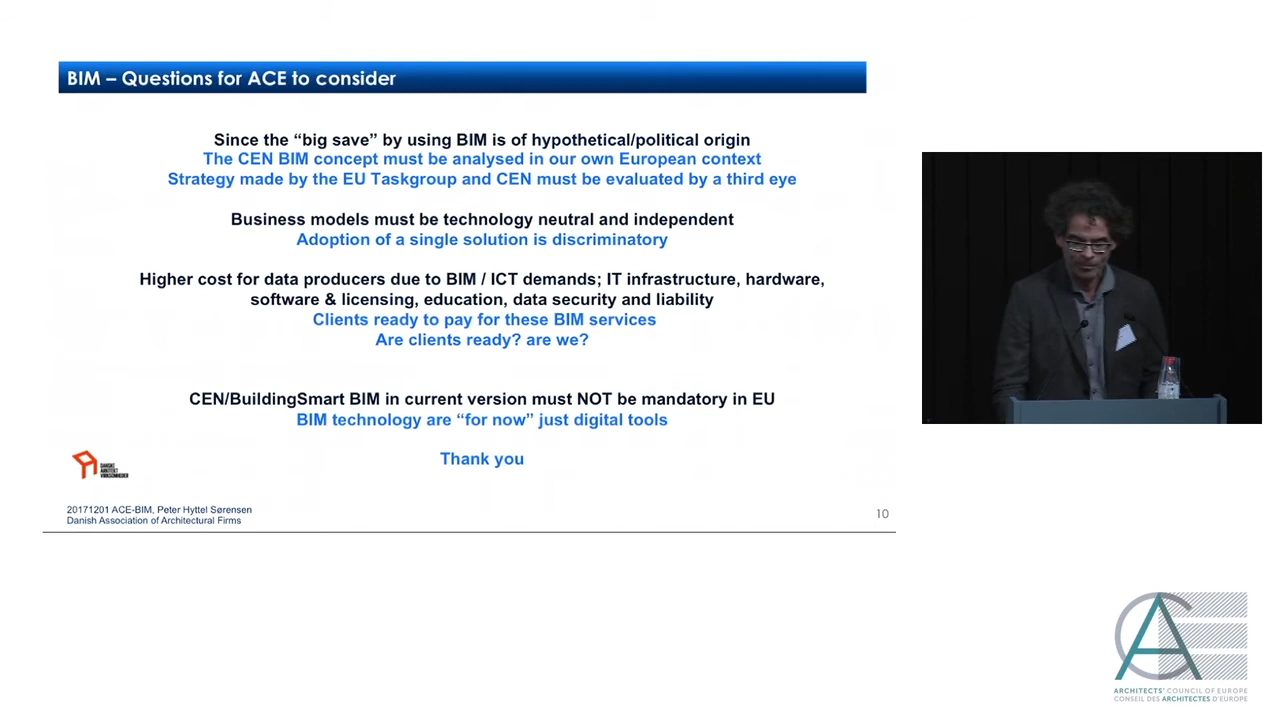 BIM – Questions for ACE to consider
Since the “big save” by using BIM is of hypothetical/political origin
The CEN BIM concept must be analysed in our own European context
Strategy made by the EU Taskgroup and CEN must be evaluated by a third eye
Business models must be technology neutral and independent
Adoption of a single solution is discriminatory
Higher cost for data producers due to BIM / ICT demands; IT infrastructure, hardware,
software & licensing, education, data security and liability
Clients ready to pay for these BIM services
Are clients ready? are we?
CEN/BuildingSmart BIM in current version must NOT be mandatory in EU
BIM technology are “for now” just digital tools
Thank you
DANSKE
ARKITEKT
VIRKSOMHEDER
20171201 ACE-BIM, Peter Hyttel Sørensen
Danish Association of Architectural Firms
10
ACE
ARCHITECTS' COUNCIL OF EUROPE
CONSEIL DES ARCHITECTES D'EUROPE